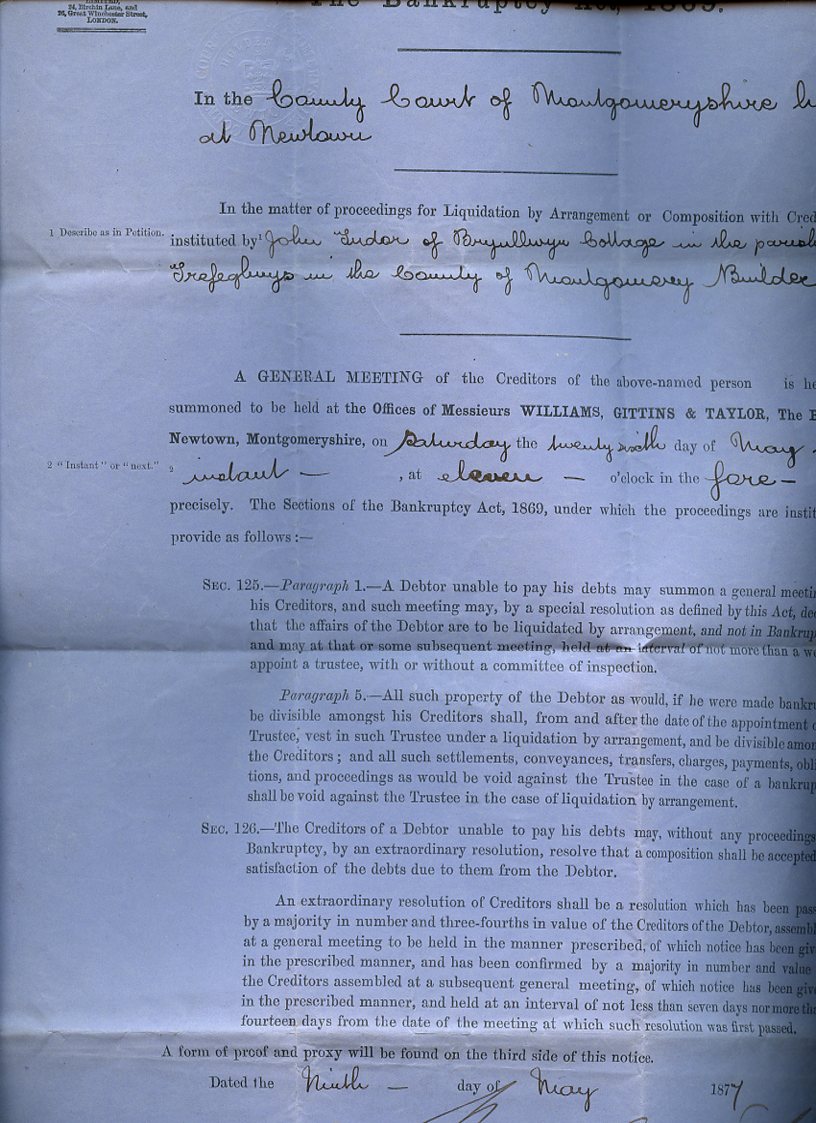 LIMITED,
24, Birchin Lane, and
26, Great Winchester Street,
LONDON.
The Bankruptcy Act, 1869.
In the County Court of Montgomeryshire h
at Newtown
In the matter of proceedings for Liquidation by Arrangement or Composition with Cred
1 Describe as in Petition.
instituted by¹ John Tudor of Brynllwyn Cottage in the parish
Trefeglwys in the County of Montgomery Builder
A GENERAL MEETING of the Creditors of the above-named person is he
summoned to be held at the Offices of Messieurs WILLIAMS, GITTINS & TAYLOR, The B
Newtown, Montgomeryshire, on Saturday the twenty sixth day of May
2 "Instant" or "next."
² instant — , at eleven — o'clock in the fore —
precisely. The Sections of the Bankruptcy Act, 1869, under which the proceedings are instit
provide as follows :—
SEC. 125.—Paragraph 1.—A Debtor unable to pay his debts may summon a general meetin
his Creditors, and such meeting may, by a special resolution as defined by this Act, dec
that the affairs of the Debtor are to be liquidated by arrangement, and not in Bankrup
and may at that or some subsequent meeting, held at an interval of not more than a we
appoint a trustee, with or without a committee of inspection.
Paragraph 5.—All such property of the Debtor as would, if he were made bankru
be divisible amongst his Creditors shall, from and after the date of the appointment o
Trustee, vest in such Trustee under a liquidation by arrangement, and be divisible amon
the Creditors ; and all such settlements, conveyances, transfers, charges, payments, obli
tions, and proceedings as would be void against the Trustee in the case of a bankrup
shall be void against the Trustee in the case of liquidation by arrangement.
SEC. 126.—The Creditors of a Debtor unable to pay his debts may, without any proceedings
Bankruptcy, by an extraordinary resolution, resolve that a composition shall be accepted
satisfaction of the debts due to them from the Debtor.
An extraordinary resolution of Creditors shall be a resolution which has been pass
by a majority in number and three-fourths in value of the Creditors of the Debtor, assembl
at a general meeting to be held in the manner prescribed, of which notice has been giv
in the prescribed manner, and has been confirmed by a majority in number and value
the Creditors assembled at a subsequent general meeting, of which notice has been give
in the prescribed manner, and held at an interval of not less than seven days nor more tha
fourteen days from the date of the meeting at which such resolution was first passed.
A form of proof and proxy will be found on the third side of this notice.
Dated the Ninth — day of May 1877